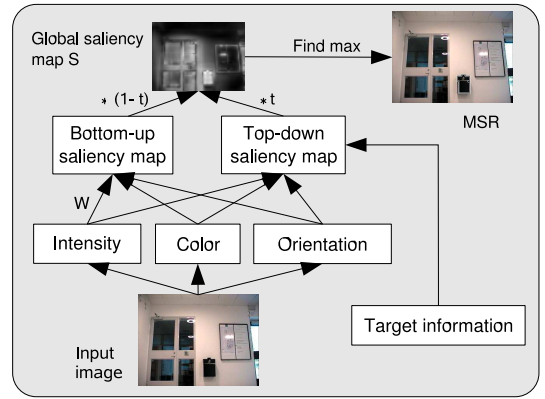 Global saliency
map S
Find max
MSR
* (1- t)
* t
Bottom-up
saliency map
Top-down
saliency map
W
Intensity
Color
Orientation
Target information
Input
image